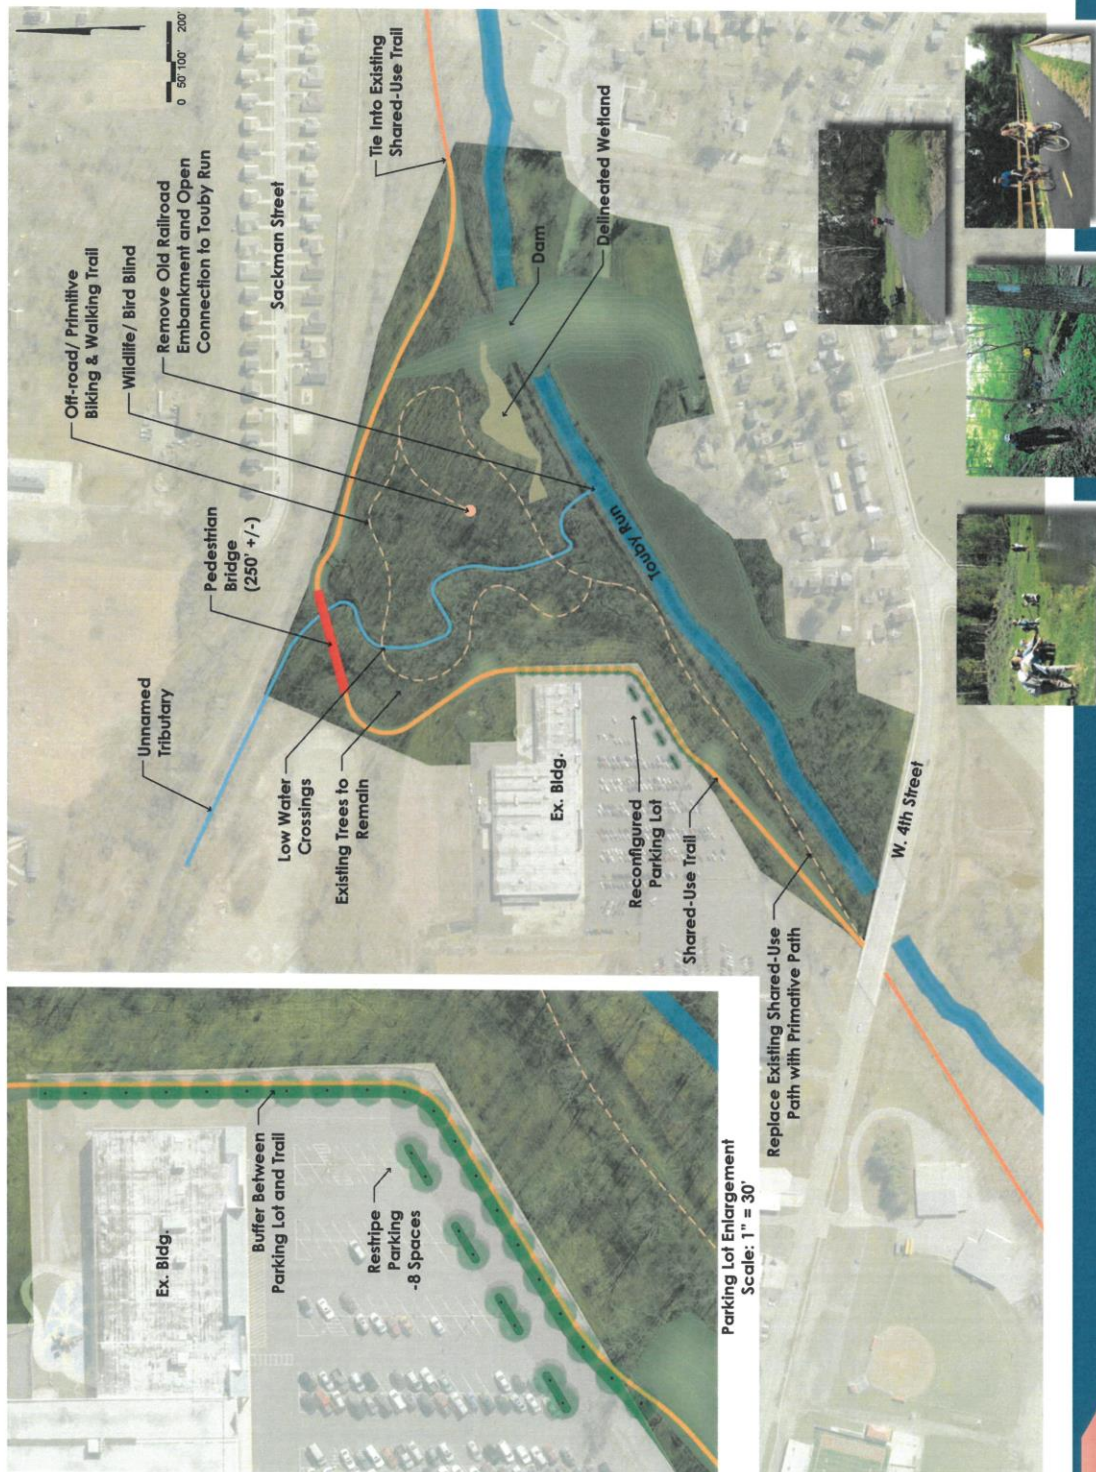 0 50' 100' 200'
Off-road/ Primitive
Biking & Walking Trail
Wildlife/ Bird Blind
Remove Old Railroad
Embankment and Open
Connection to Touby Run
Sackman Street
Tie Into Existing
Shared-Use Trail
Pedestrian
Bridge
(250' +/-)
Unnamed
Tributary
Low Water
Crossings
Existing Trees to
Remain
Dam
Delineated Wetland
Touby Run
Ex. Bldg.
Reconfigured
Parking Lot
Shared-Use Trail
W. 4th Street
Replace Existing Shared-Use
Path with Primative Path
Ex. Bldg.
Buffer Between
Parking Lot and Trail
Restripe
Parking
-8 Spaces
Parking Lot Enlargement
Scale: 1" = 30'